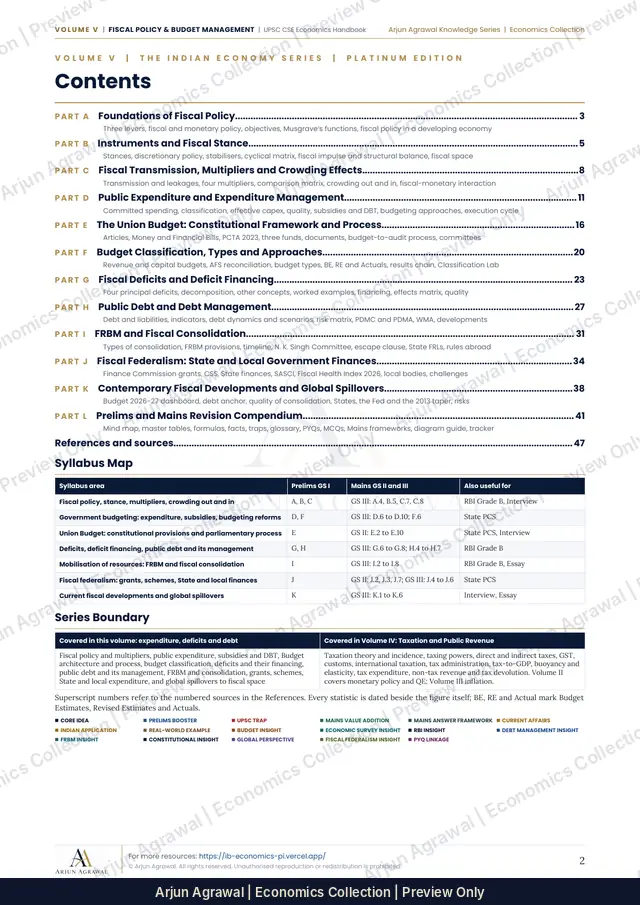 VOLUME V | FISCAL POLICY & BUDGET MANAGEMENT | UPSC CSE Economics Handbook Arjun Agrawal Knowledge Series | Economics Collection
VOLUME V | THE INDIAN ECONOMY SERIES | PLATINUM EDITION
Contents
PART A Foundations of Fiscal Policy 3
Three levers, fiscal and monetary policy, objectives, Musgrave's functions, fiscal policy in a developing economy
PART B Instruments and Fiscal Stance 5
Stances, discretionary policy, stabilisers, cyclical matrix, fiscal impulse and structural balance, fiscal space
PART C Fiscal Transmission, Multipliers and Crowding Effects 8
Transmission and leakages, four multipliers, comparison matrix, crowding out and in, fiscal-monetary interaction
PART D Public Expenditure and Expenditure Management 11
Committed spending, classification, effective capex, quality, subsidies and DBT, budgeting approaches, execution cycle
PART E The Union Budget: Constitutional Framework and Process 16
Articles, Money and Financial Bills, PCTA 2023, three funds, documents, budget-to-audit process, committees
PART F Budget Classification, Types and Approaches 20
Revenue and capital budgets, AFS reconciliation, budget types, BE, RE and Actuals, results chain, Classification Lab
PART G Fiscal Deficits and Deficit Financing 23
Four principal deficits, decomposition, other concepts, worked examples, financing, effects matrix, quality
PART H Public Debt and Debt Management 27
Debt and liabilities, indicators, debt dynamics and scenarios, risk matrix, PDMC and PDMA, WMA, developments
PART I FRBM and Fiscal Consolidation 31
Types of consolidation, FRBM provisions, timeline, N. K. Singh Committee, escape clause, State FRLs, rules abroad
PART J Fiscal Federalism: State and Local Government Finances 34
Finance Commission grants, CSS, State finances, SASCI, Fiscal Health Index 2026, local bodies, challenges
PART K Contemporary Fiscal Developments and Global Spillovers 38
Budget 2026-27 dashboard, debt anchor, quality of consolidation, States, the Fed and the 2013 taper, risks
PART L Prelims and Mains Revision Compendium 41
Mind map, master tables, formulas, facts, traps, glossary, PYQs, MCQs, Mains frameworks, diagram guide, tracker
References and sources 47
Syllabus Map
Syllabus area Prelims GS I Mains GS II and III Also useful for
Fiscal policy, stance, multipliers, crowding out and in A, B, C GS III: A.4, B.5, C.7, C.8 RBI Grade B, Interview
Government budgeting: expenditure, subsidies, budgeting reforms D, F GS III: D.6 to D.10; F.6 State PCS
Union Budget: constitutional provisions and parliamentary process E GS II: E.2 to E.10 State PCS, Interview
Deficits, deficit financing, public debt and its management G, H GS III: G.6 to G.8; H.4 to H.7 RBI Grade B
Mobilisation of resources: FRBM and fiscal consolidation I GS III: I.2 to I.8 RBI Grade B, Essay
Fiscal federalism: grants, schemes, State and local finances J GS II: J.2, J.3, J.7; GS III: J.4 to J.6 State PCS
Current fiscal developments and global spillovers K GS III: K.1 to K.6 Interview, Essay
Series Boundary
Covered in this volume: expenditure, deficits and debt Covered in Volume IV: Taxation and Public Revenue
Fiscal policy and multipliers, public expenditure, subsidies and DBT, Budget Taxation theory and incidence, taxing powers, direct and indirect taxes, GST,
architecture and process, budget classification, deficits and their financing, customs, international taxation, tax administration, tax-to-GDP, buoyancy and
public debt and its management, FRBM and consolidation, grants, schemes, elasticity, tax expenditure, non-tax revenue and tax devolution. Volume II
State and local expenditure, and global spillovers to fiscal space covers monetary policy and QE; Volume III inflation.
Superscript numbers refer to the numbered sources in the References. Every statistic is dated beside the figure itself; BE, RE and Actual mark Budget
Estimates, Revised Estimates and Actuals.
CORE IDEA PRELIMS BOOSTER UPSC TRAP MAINS VALUE ADDITION MAINS ANSWER FRAMEWORK CURRENT AFFAIRS
INDIAN APPLICATION REAL-WORLD EXAMPLE BUDGET INSIGHT ECONOMIC SURVEY INSIGHT RBI INSIGHT DEBT MANAGEMENT INSIGHT
FRBM INSIGHT CONSTITUTIONAL INSIGHT GLOBAL PERSPECTIVE FISCAL FEDERALISM INSIGHT PYQ LINKAGE
ARJUN AGRAWAL
For more resources: https://ib-economics-pi.vercel.app/
© Arjun Agrawal. All rights reserved. Unauthorised reproduction or redistribution is prohibited.
2
Arjun Agrawal | Economics Collection | Preview Only